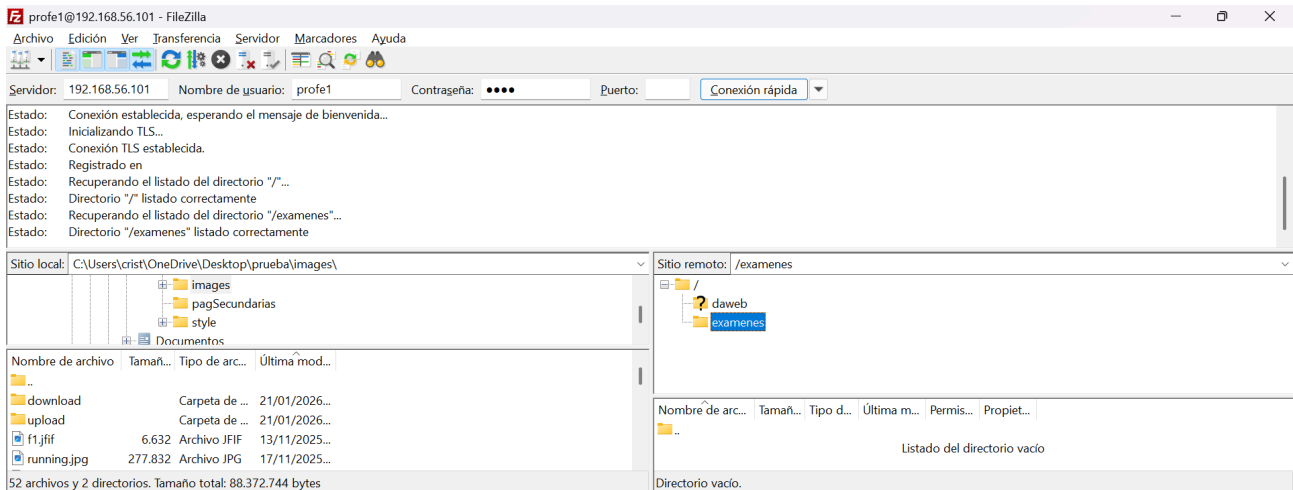 profe1@192.168.56.101 - FileZilla
Archivo Edición Ver Transferencia Servidor Marcadores Ayuda
Servidor: 192.168.56.101 Nombre de usuario: profe1 Contraseña: ●●●● Puerto: Conexión rápida
Estado: Conexión establecida, esperando el mensaje de bienvenida...
Estado: Inicializando TLS...
Estado: Conexión TLS establecida.
Estado: Registrado en
Estado: Recuperando el listado del directorio "/"...
Estado: Directorio "/" listado correctamente
Estado: Recuperando el listado del directorio "/examenes"...
Estado: Directorio "/examenes" listado correctamente
Sitio local: C:\Users\crist\OneDrive\Desktop\prueba\images\
images
pagSecundarias
style
Documentos
Nombre de archivo Tamañ... Tipo de arc... Última mod...
..
download Carpeta de ... 21/01/2026...
upload Carpeta de ... 21/01/2026...
f1.jfif 6.632 Archivo JFIF 13/11/2025...
running.jpg 277.832 Archivo JPG 17/11/2025...
52 archivos y 2 directorios. Tamaño total: 88.372.744 bytes
Sitio remoto: /examenes
/
? daweb
examenes
Nombre de arc... Tamañ... Tipo d... Última m... Permis... Propiet...
..
Listado del directorio vacío
Directorio vacío.